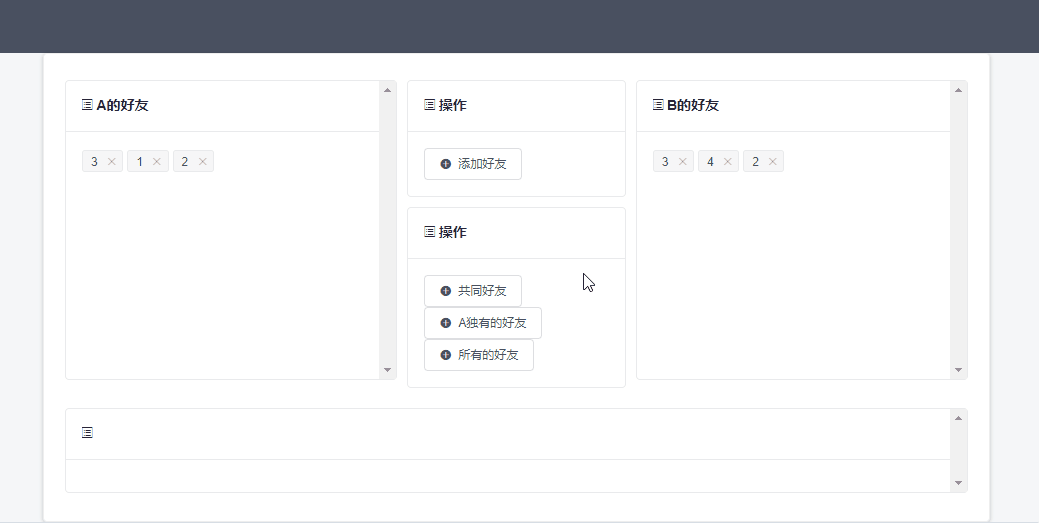 A的好友
3 × 1 × 2 ×
操作
添加好友
操作
共同好友
A独有的好友
所有的好友
B的好友
3 × 4 × 2 ×